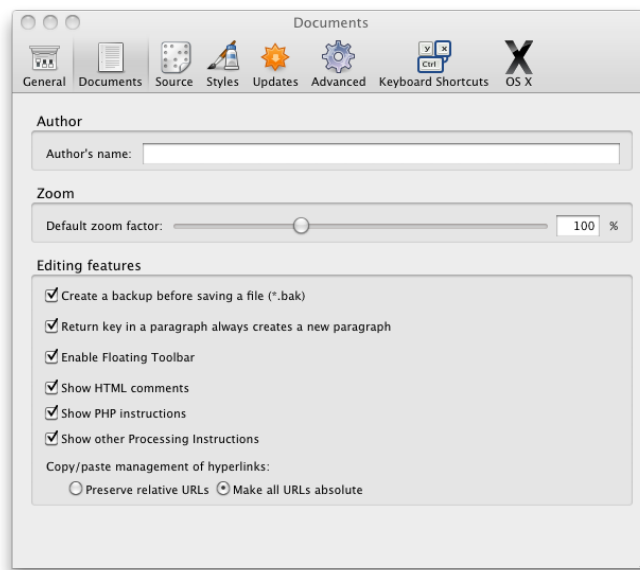 Documents
General Documents Source Styles Updates Advanced Keyboard Shortcuts OS X
Author
Author's name:
Zoom
Default zoom factor: 100 %
Editing features
Create a backup before saving a file (*.bak)
Return key in a paragraph always creates a new paragraph
Enable Floating Toolbar
Show HTML comments
Show PHP instructions
Show other Processing Instructions
Copy/paste management of hyperlinks:
Preserve relative URLs Make all URLs absolute